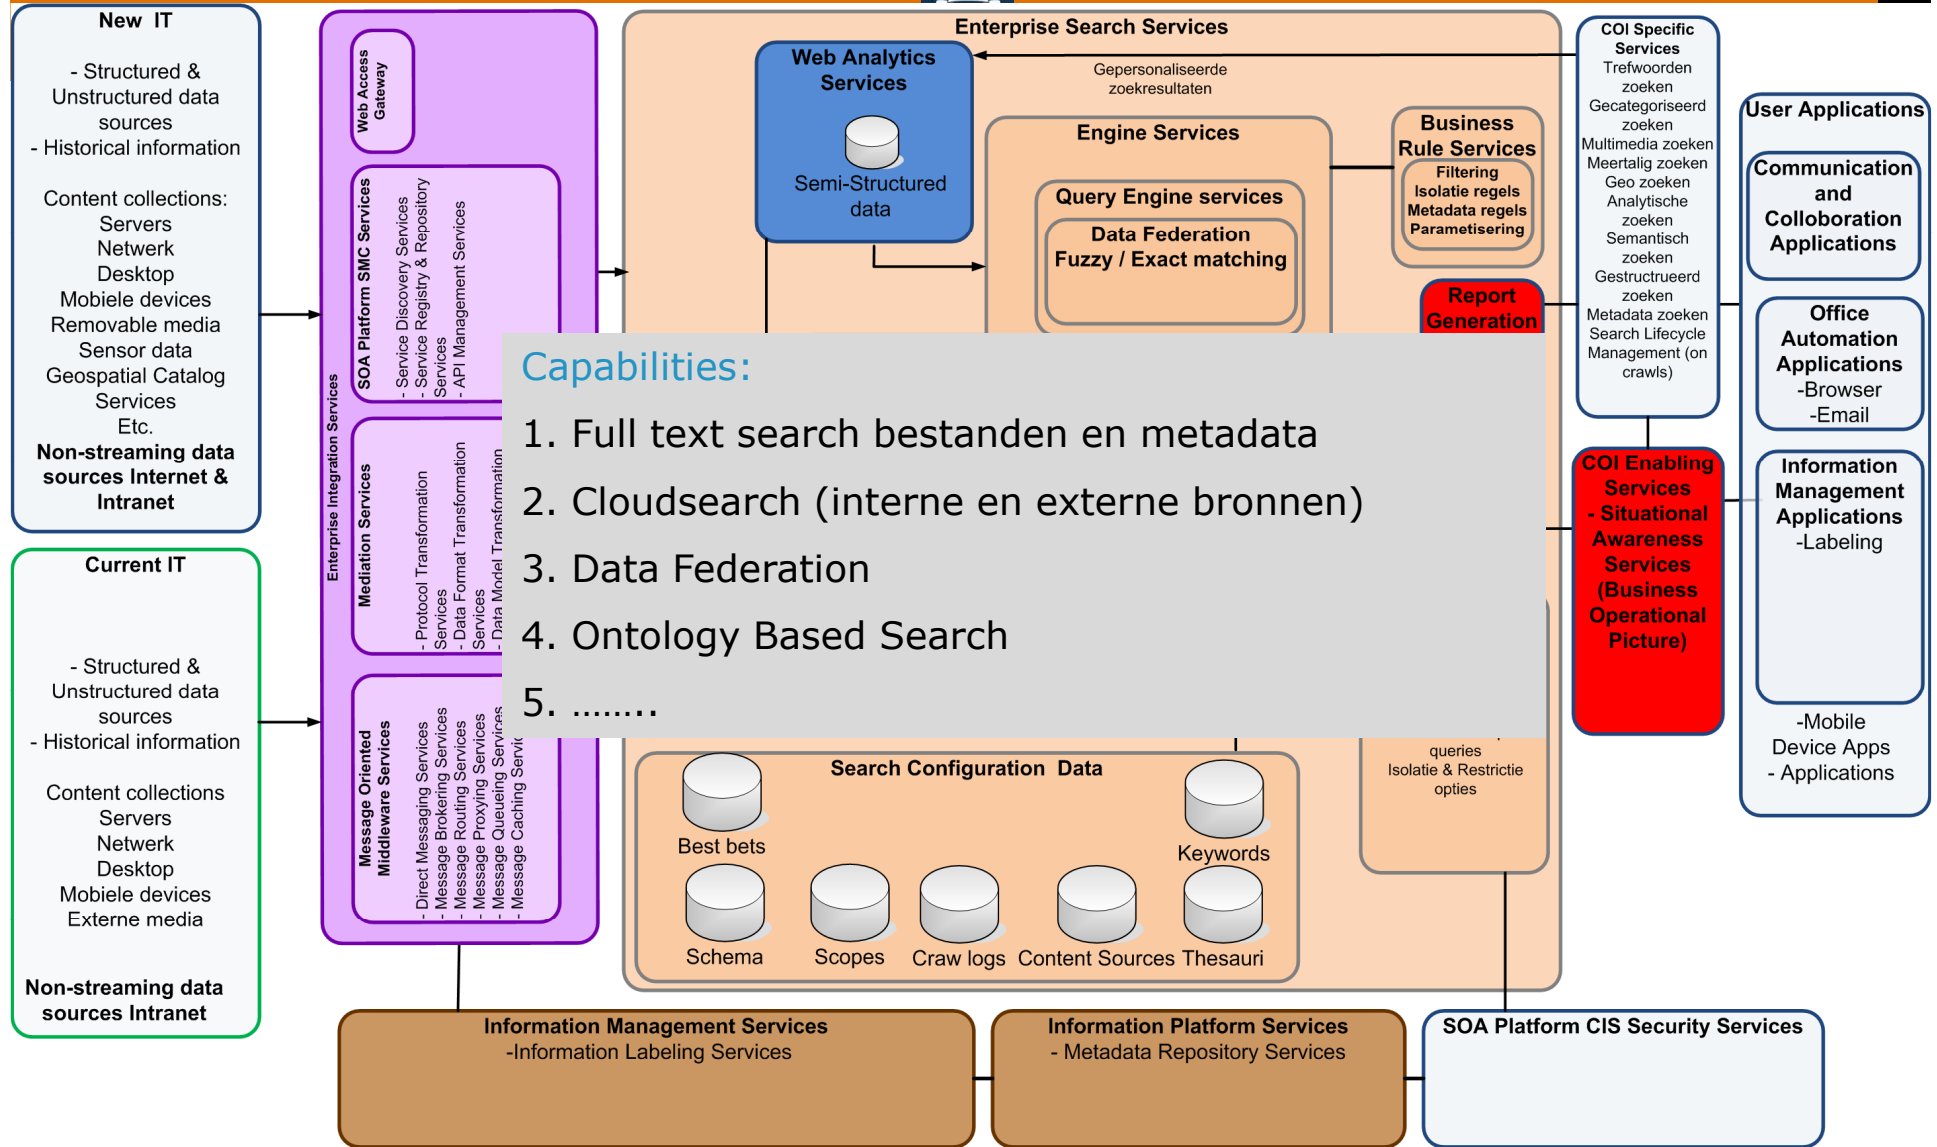 New IT
- Structured &
Unstructured data
sources
- Historical information
Content collections:
Servers
Netwerk
Desktop
Mobiele devices
Removable media
Sensor data
Geospatial Catalog
Services
Etc.
Non-streaming data
sources Internet &
Intranet
Current IT
- Structured &
Unstructured data
sources
- Historical information
Content collections
Servers
Netwerk
Desktop
Mobiele devices
Externe media
Non-streaming data
sources Intranet
Enterprise Integration Services
Web Access
Gateway
SOA Platform SMC Services
- Service Discovery Services
- Service Registry & Repository
Services
- API Management Services
Mediation Services
- Protocol Transformation
Services
- Data Format Transformation
Services
- Data Model Transformation
Message Oriented
Middleware Services
- Direct Messaging Services
- Message Brokering Services
- Message Routing Services
- Message Proxying Services
- Message Queueing Services
- Message Caching Servic
Enterprise Search Services
Web Analytics
Services
Semi-Structured
data
Gepersonaliseerde
zoekresultaten
Engine Services
Query Engine services
Data Federation
Fuzzy / Exact matching
Business
Rule Services
Filtering
Isolatie regels
Metadata regels
Parametisering
Report
Generation
Capabilities:
1. Full text search bestanden en metadata
2. Cloudsearch (interne en externe bronnen)
3. Data Federation
4. Ontology Based Search
5. ........
queries
Isolatie & Restrictie
opties
Search Configuration Data
Best bets
Keywords
Schema
Scopes
Craw logs
Content Sources
Thesauri
COI Specific
Services
Trefwoorden
zoeken
Gecategoriseerd
zoeken
Multimedia zoeken
Meertalig zoeken
Geo zoeken
Analytische
zoeken
Semantisch
zoeken
Gestructrueerd
zoeken
Metadata zoeken
Search Lifecycle
Management (on
crawls)
COI Enabling
Services
- Situational
Awareness
Services
(Business
Operational
Picture)
User Applications
Communication
and
Colloboration
Applications
Office
Automation
Applications
-Browser
-Email
Information
Management
Applications
-Labeling
-Mobile
Device Apps
- Applications
Information Management Services
-Information Labeling Services
Information Platform Services
- Metadata Repository Services
SOA Platform CIS Security Services